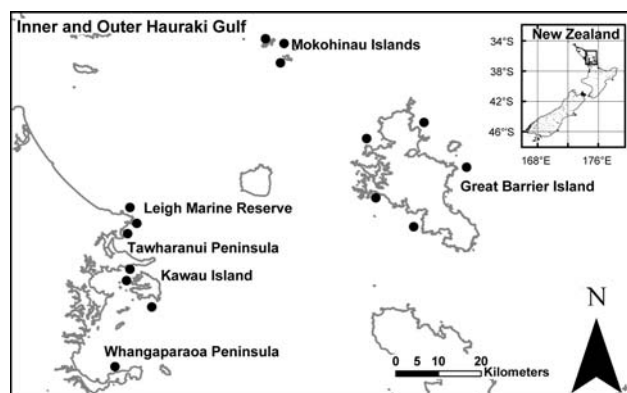 Inner and Outer Hauraki Gulf
Mokohinau Islands
New Zealand
34°S
38°S
42°S
46°S
168°E 176°E
Great Barrier Island
Leigh Marine Reserve
Tawharanui Peninsula
Kawau Island
Whangaparaoa Peninsula
N
0 5 10 20
Kilometers